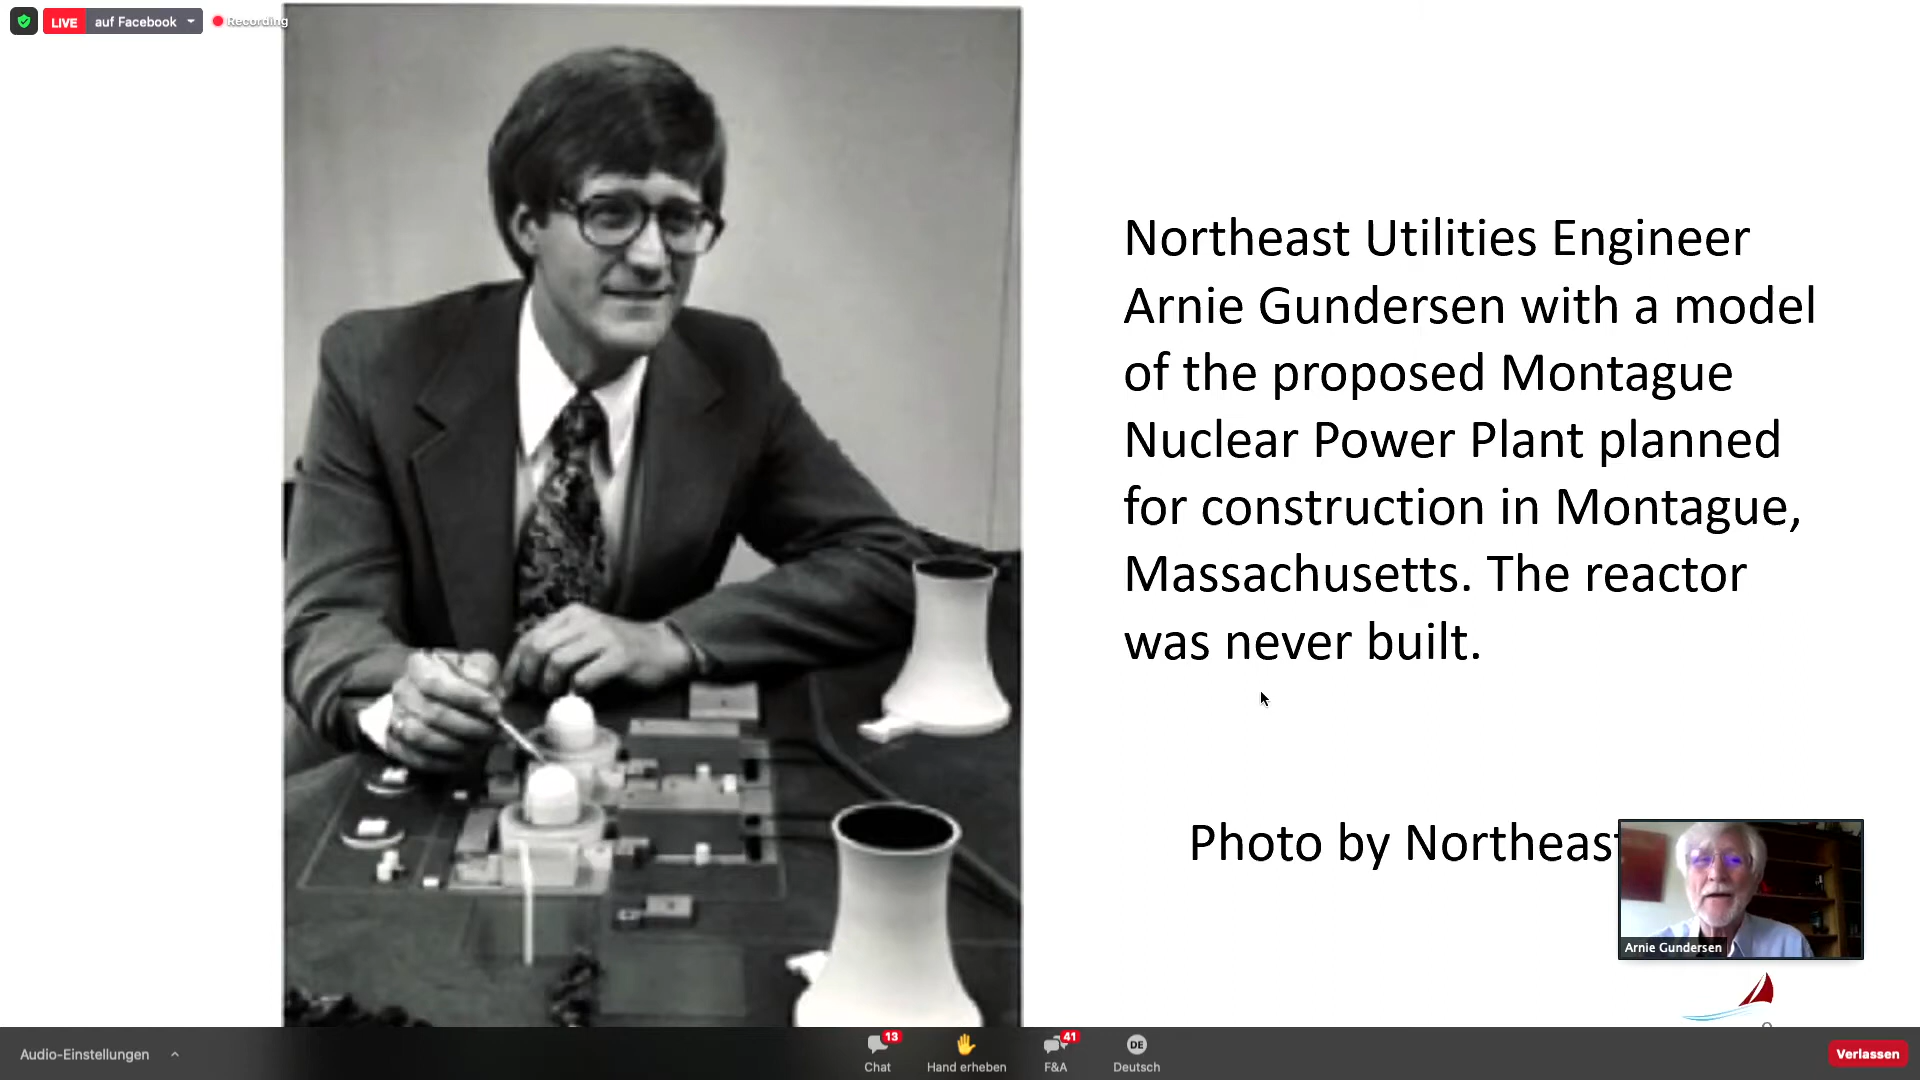 LIVE auf Facebook Recording
Northeast Utilities Engineer
Arnie Gundersen with a model
of the proposed Montague
Nuclear Power Plant planned
for construction in Montague,
Massachusetts. The reactor
was never built.
Photo by Northeast
Arnie Gundersen
Audio-Einstellungen
13
Chat
Hand erheben
41
F&A
DE
Deutsch
Verlassen